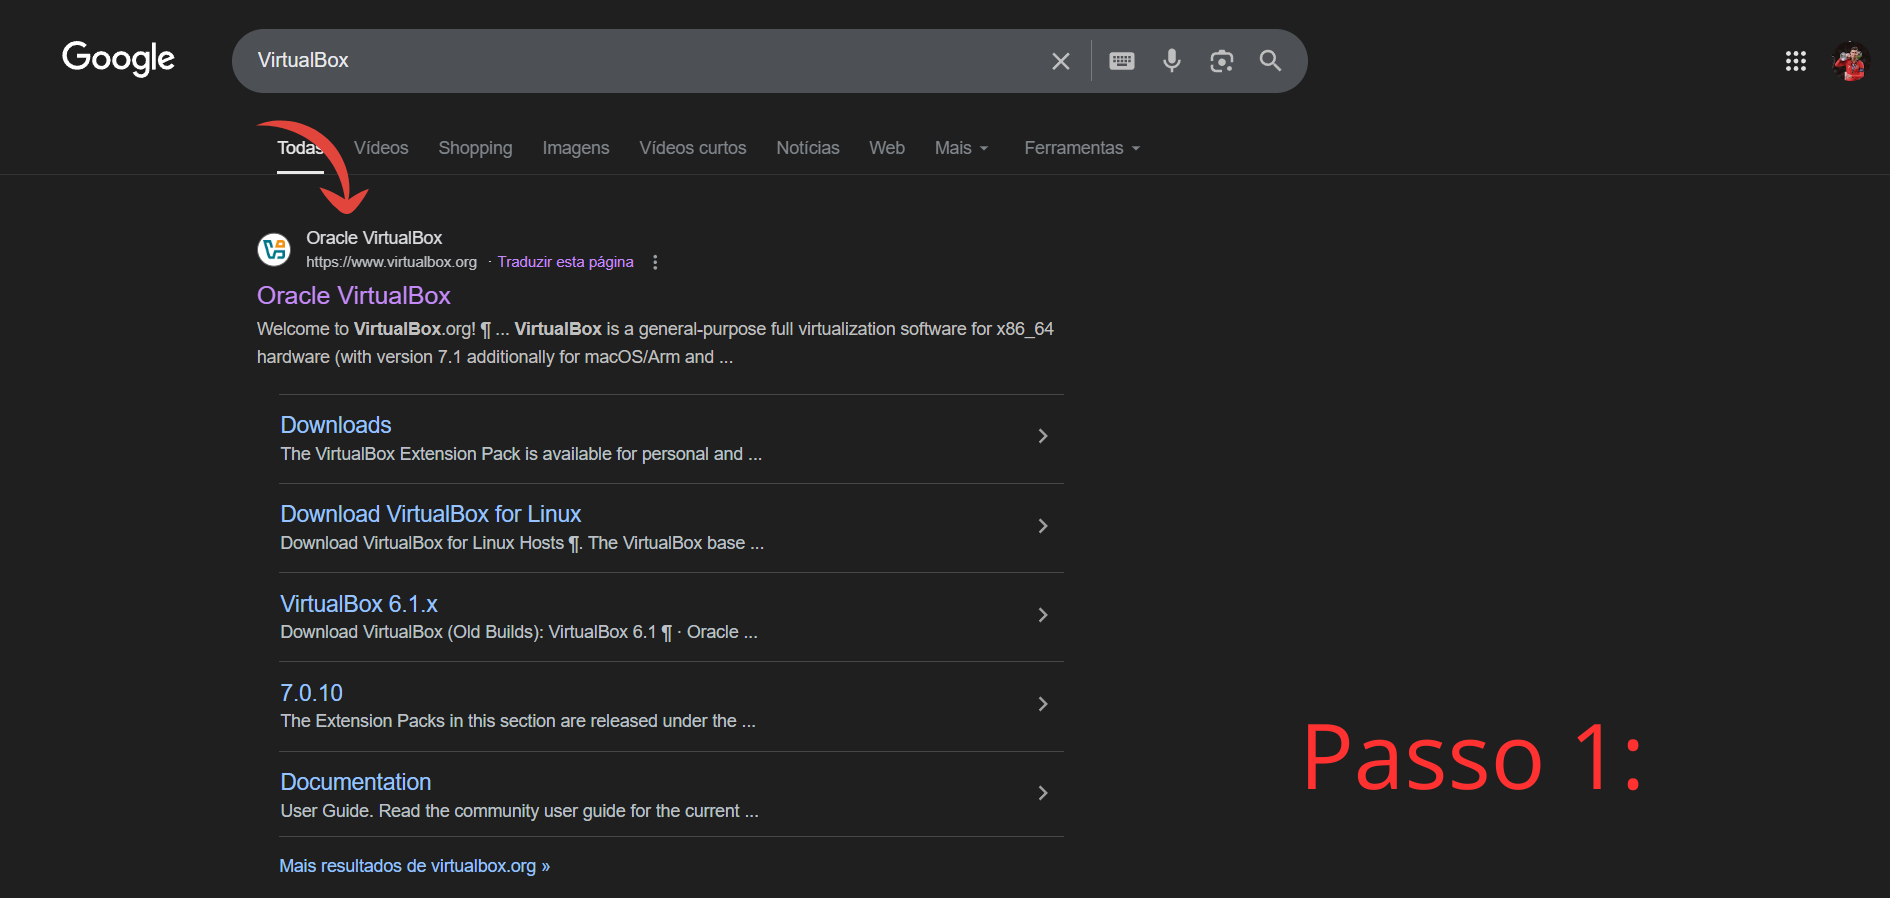 Google
VirtualBox
Todas Vídeos Shopping Imagens Vídeos curtos Notícias Web Mais Ferramentas
Oracle VirtualBox
https://www.virtualbox.org · Traduzir esta página
Oracle VirtualBox
Welcome to VirtualBox.org! ¶ ... VirtualBox is a general-purpose full virtualization software for x86_64
hardware (with version 7.1 additionally for macOS/Arm and ...
Downloads
The VirtualBox Extension Pack is available for personal and ...
Download VirtualBox for Linux
Download VirtualBox for Linux Hosts ¶. The VirtualBox base ...
VirtualBox 6.1.x
Download VirtualBox (Old Builds): VirtualBox 6.1 ¶ · Oracle ...
7.0.10
The Extension Packs in this section are released under the ...
Documentation
User Guide. Read the community user guide for the current ...
Mais resultados de virtualbox.org »
Passo 1: